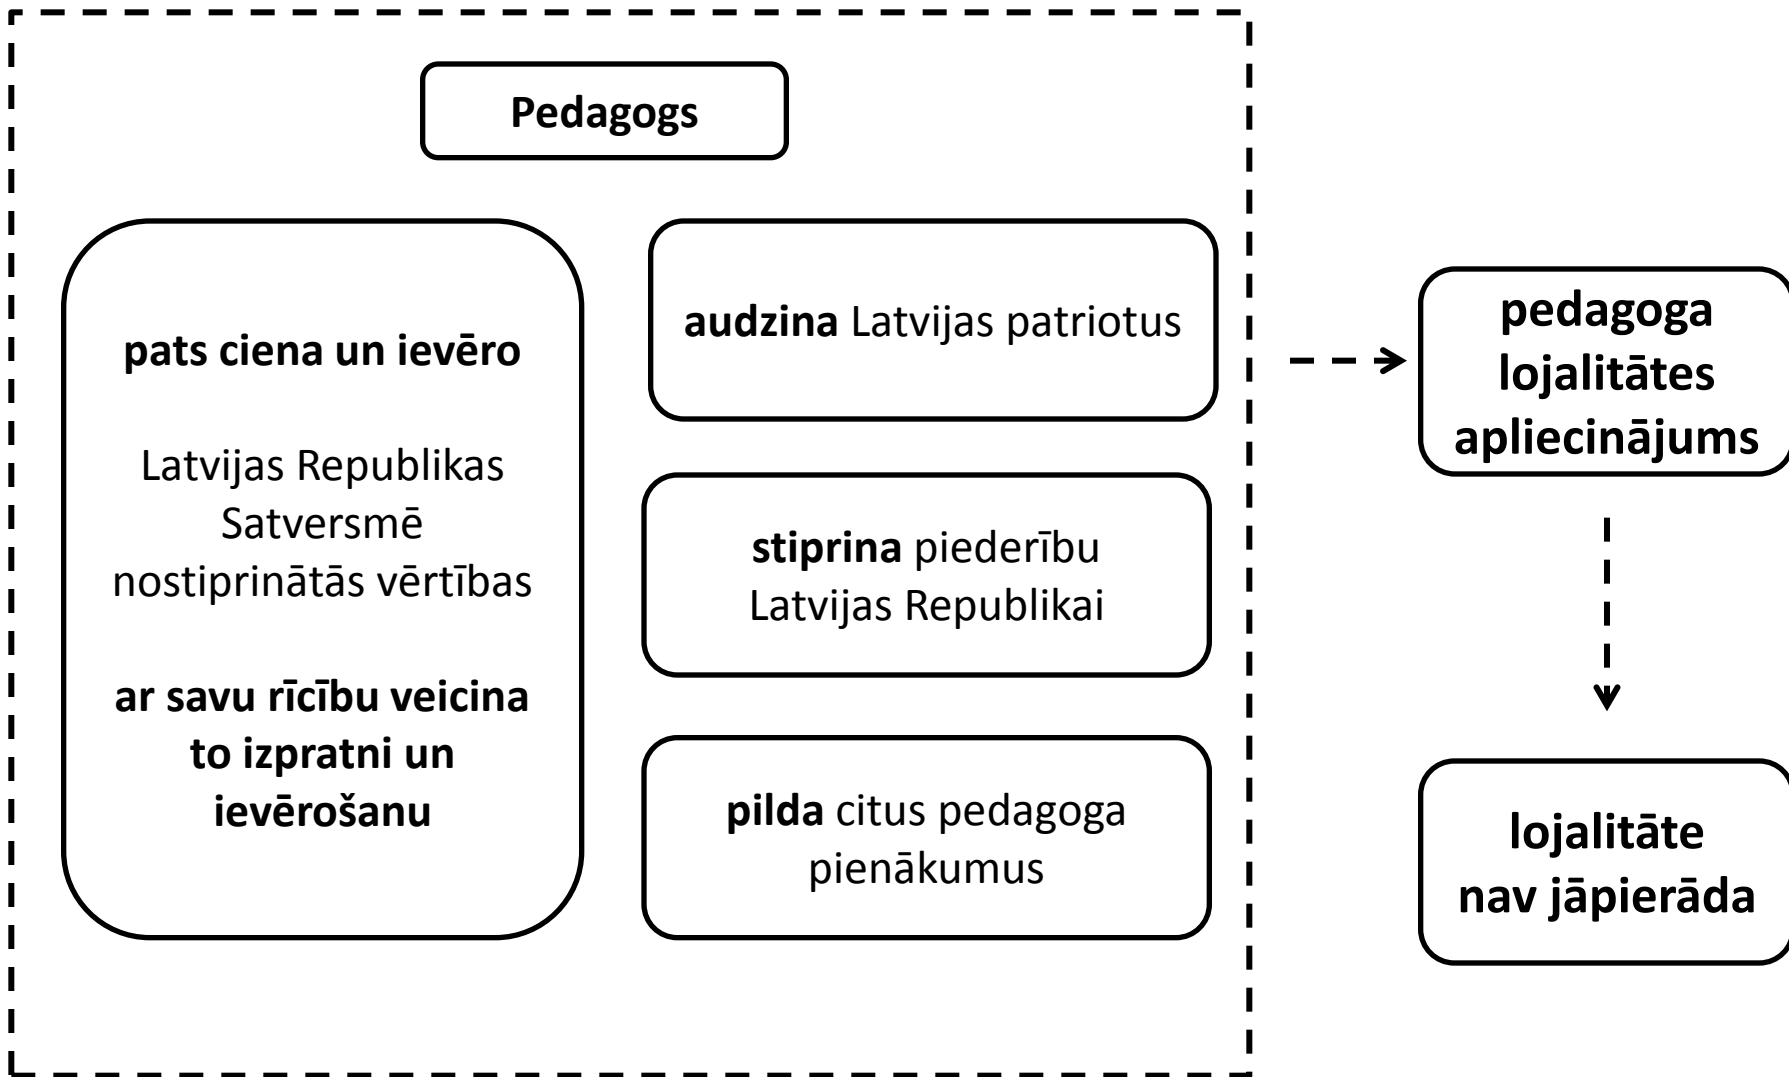 Pedagogs
pats ciena un ievēro
Latvijas Republikas
Satversmē
nostiprinātās vērtības
ar savu rīcību veicina
to izpratni un
ievērošanu
audzina Latvijas patriotus
stiprina piederību
Latvijas Republikai
pilda citus pedagoga
pienākumus
pedagoga
lojalitātes
apliecinājums
lojalitāte
nav jāpierāda